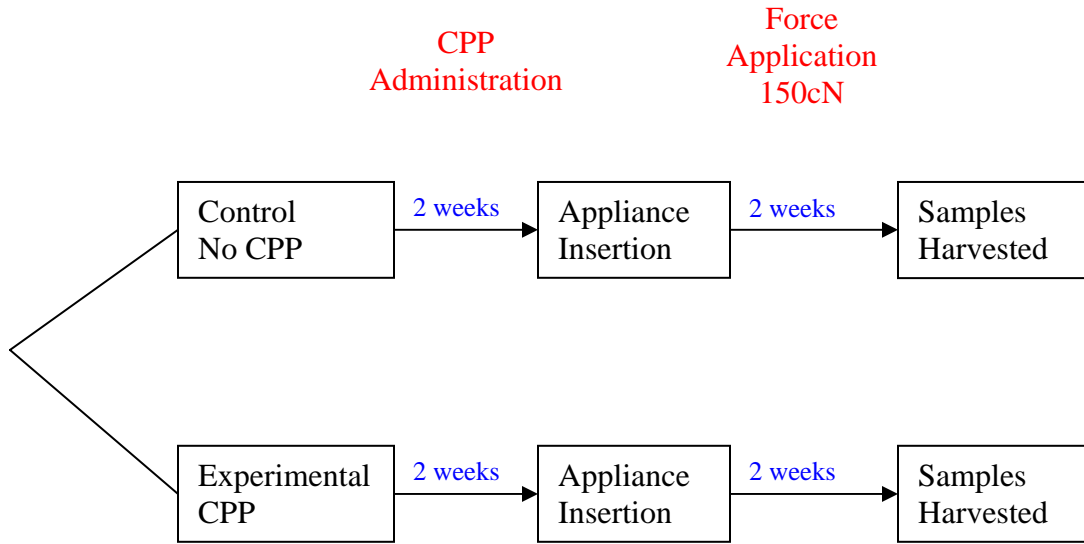 CPP
Administration
Force
Application
150cN
Control
No CPP
2 weeks
Appliance
Insertion
2 weeks
Samples
Harvested
Experimental
CPP
2 weeks
Appliance
Insertion
2 weeks
Samples
Harvested